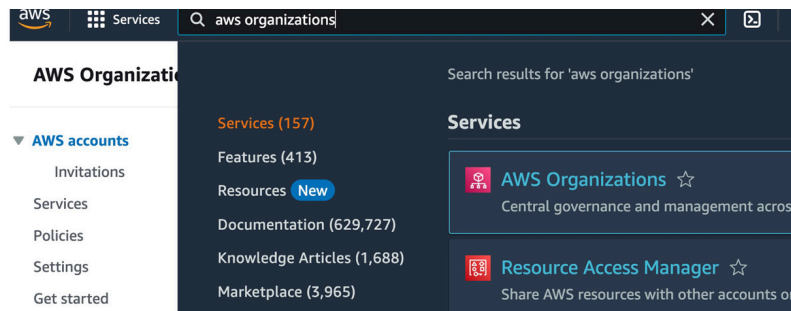 aws
Services
aws organizations
AWS Organizati
AWS accounts
Invitations
Services
Policies
Settings
Get started
Search results for 'aws organizations'
Services (157)
Features (413)
Resources New
Documentation (629,727)
Knowledge Articles (1,688)
Marketplace (3,965)
Services
AWS Organizations
Central governance and management acros
Resource Access Manager
Share AWS resources with other accounts o